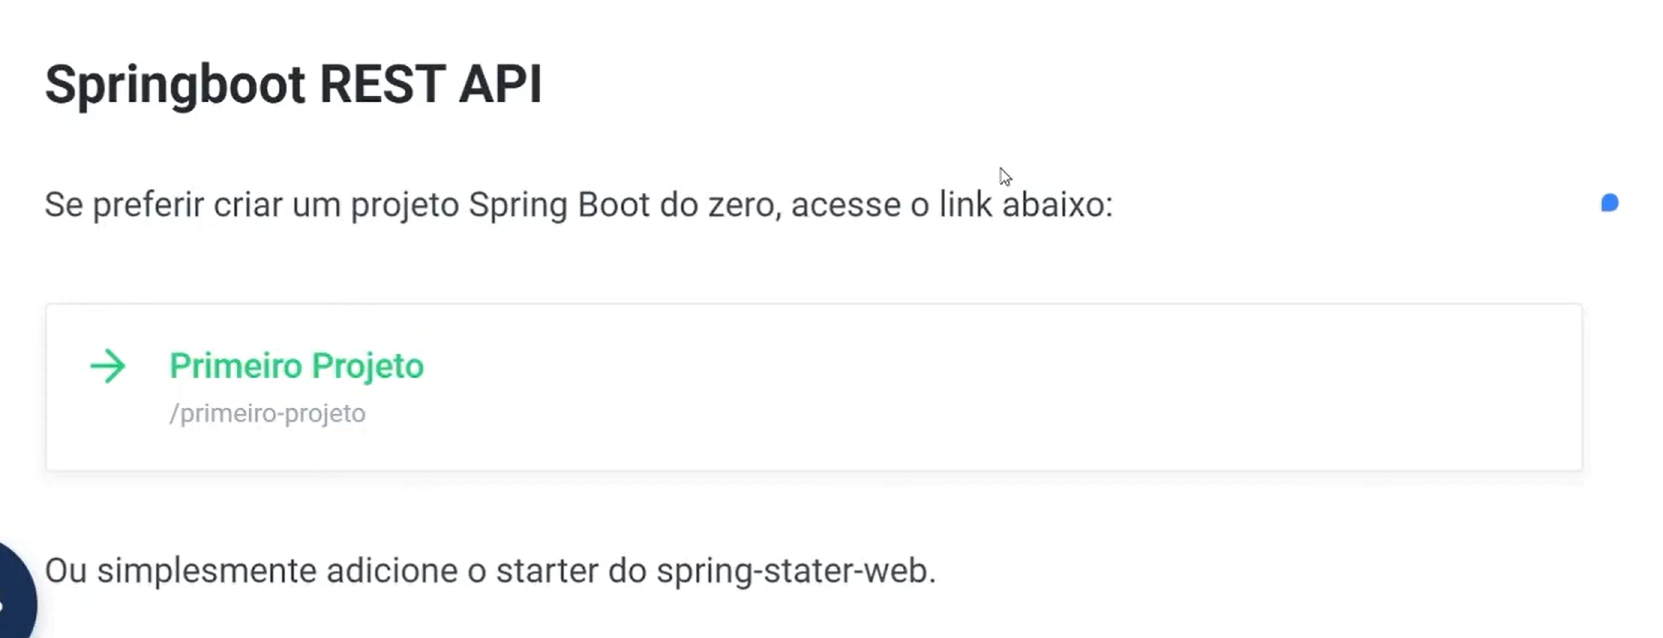 Springboot REST API
Se preferir criar um projeto Spring Boot do zero, acesse o link abaixo:
Primeiro Projeto
/primeiro-projeto
Ou simplesmente adicione o starter do spring-stater-web.